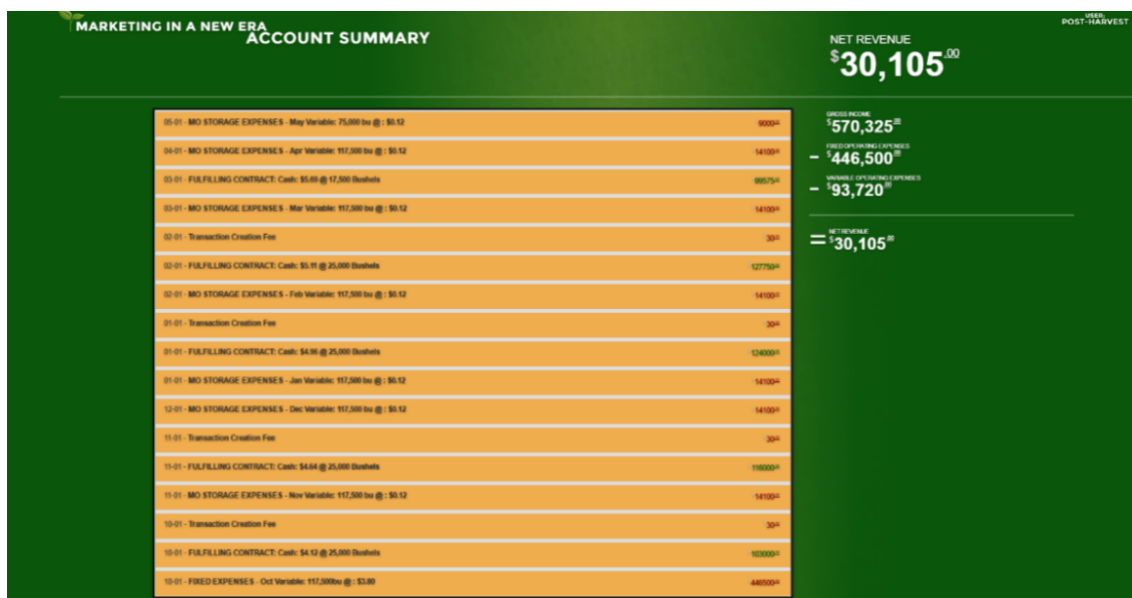 MARKETING IN A NEW ERA
ACCOUNT SUMMARY
USER:
POST-HARVEST
NET REVENUE
$30,105.00
05-01 - MO STORAGE EXPENSES - May Variable: 75,000 bu @ : $0.12 9000
04-01 - MO STORAGE EXPENSES - Apr Variable: 117,500 bu @ : $0.12 14100
03-01 - FULFILLING CONTRACT: Cash: $5.69 @ 17,500 Bushels 99575
03-01 - MO STORAGE EXPENSES - Mar Variable: 117,500 bu @ : $0.12 14100
02-01 - Transaction Creation Fee 30
02-01 - FULFILLING CONTRACT: Cash: $5.11 @ 25,000 Bushels 127750
02-01 - MO STORAGE EXPENSES - Feb Variable: 117,500 bu @ : $0.12 14100
01-01 - Transaction Creation Fee 30
01-01 - FULFILLING CONTRACT: Cash: $4.96 @ 25,000 Bushels 124000
01-01 - MO STORAGE EXPENSES - Jan Variable: 117,500 bu @ : $0.12 14100
12-01 - MO STORAGE EXPENSES - Dec Variable: 117,500 bu @ : $0.12 14100
11-01 - Transaction Creation Fee 30
11-01 - FULFILLING CONTRACT: Cash: $4.64 @ 25,000 Bushels 116000
11-01 - MO STORAGE EXPENSES - Nov Variable: 117,500 bu @ : $0.12 14100
10-01 - Transaction Creation Fee 30
10-01 - FULFILLING CONTRACT: Cash: $4.12 @ 25,000 Bushels 103000
10-01 - FIXED EXPENSES - Oct Variable: 117,500bu @ : $3.80 446500
GROSS INCOME
$570,325
FIXED OPERATING EXPENSES
- $446,500
VARIABLE OPERATING EXPENSES
- $93,720
NET REVENUE
= $30,105